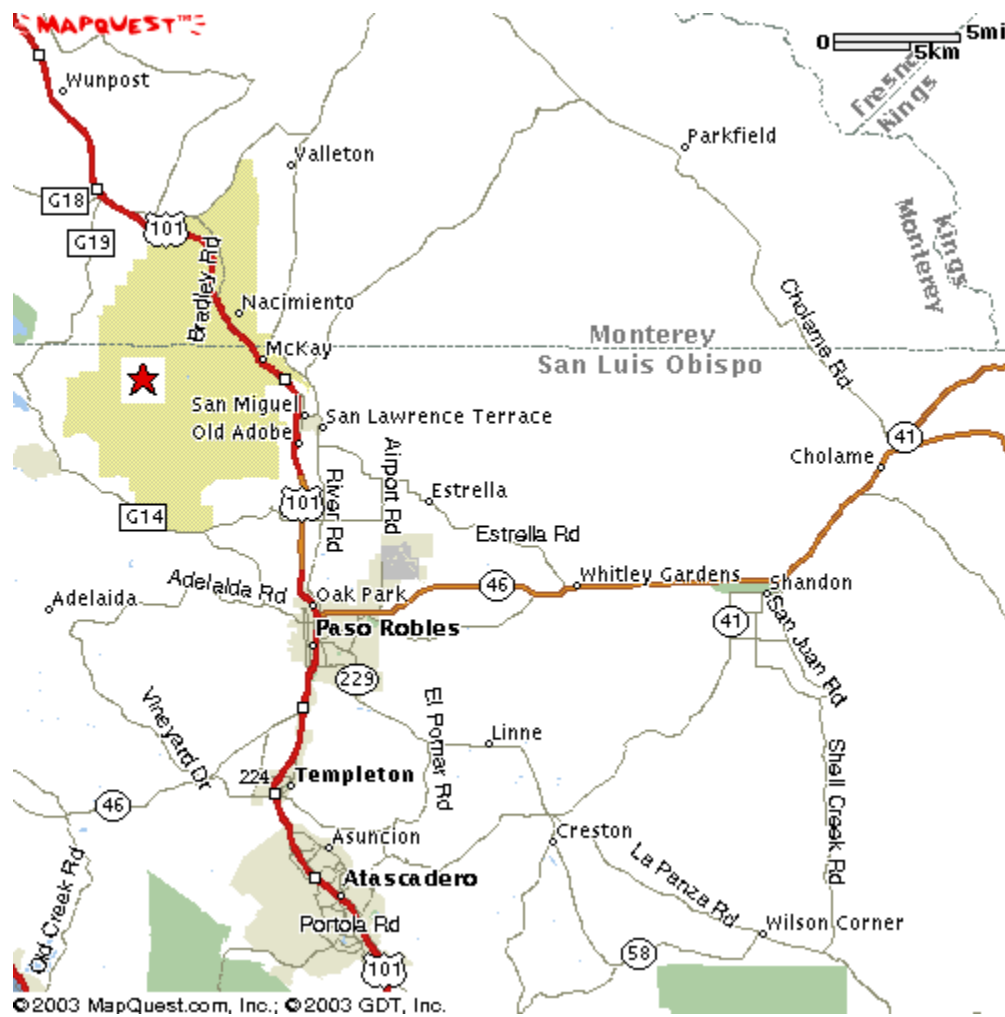 MAPQUEST™
0
5mi
5km
Wunpost
Fresno
Kings
Parkfield
Valleton
G18
101
G19
Kings
Monterey
Bradley Rd
Nacimiento
Cholame Rd
Monterey
McKay
San Luis Obispo
San Miguel
San Lawrence Terrace
Old Adobe
41
Airport Rd
Cholame
River Rd
101
Estrella
G14
Estrella Rd
Adelaida Rd
46
Whitley Gardens
Shandon
Adelaida
Oak Park
Paso Robles
41
San Juan Rd
229
Vineyard Dr
El Pomar Rd
Linne
Shell Creek Rd
224
Templeton
46
Asuncion
Creston
La Panza Rd
Atascadero
Old Creek Rd
Portola Rd
Wilson Corner
58
101
©2003 MapQuest.com, Inc.; ©2003 GDT, Inc.